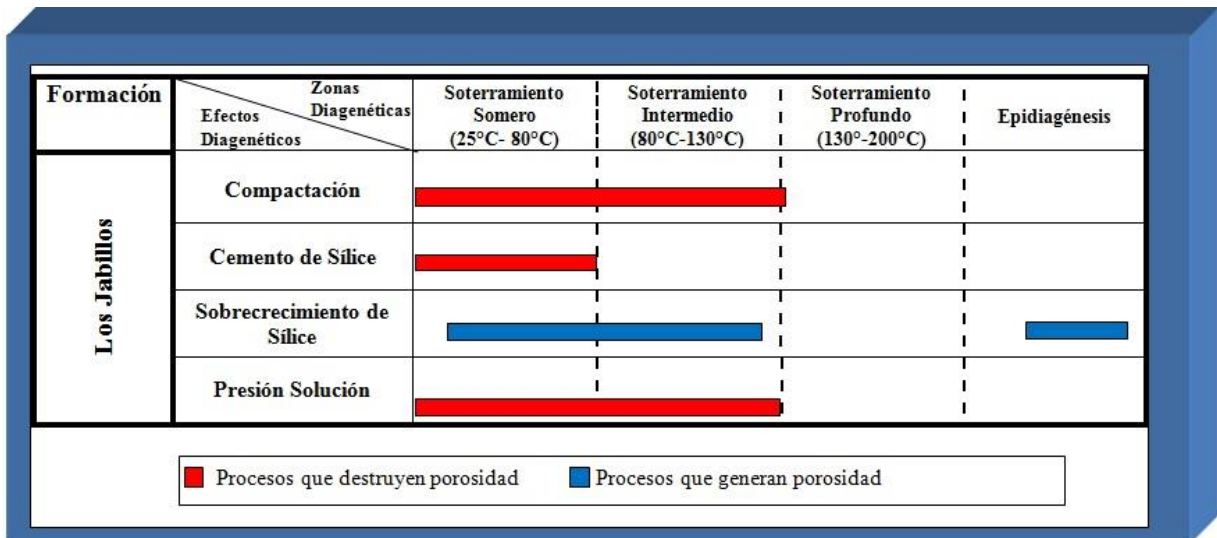 Formación
Zonas
Diagenéticas
Efectos
Diagenéticos
Soterramiento
Somero
(25°C- 80°C)
Soterramiento
Intermedio
(80°C-130°C)
Soterramiento
Profundo
(130°-200°C)
Epidiagénesis
Los Jabillos
Compactación
Cemento de Sílice
Sobrecrecimiento de
Sílice
Presión Solución
Procesos que destruyen porosidad
Procesos que generan porosidad